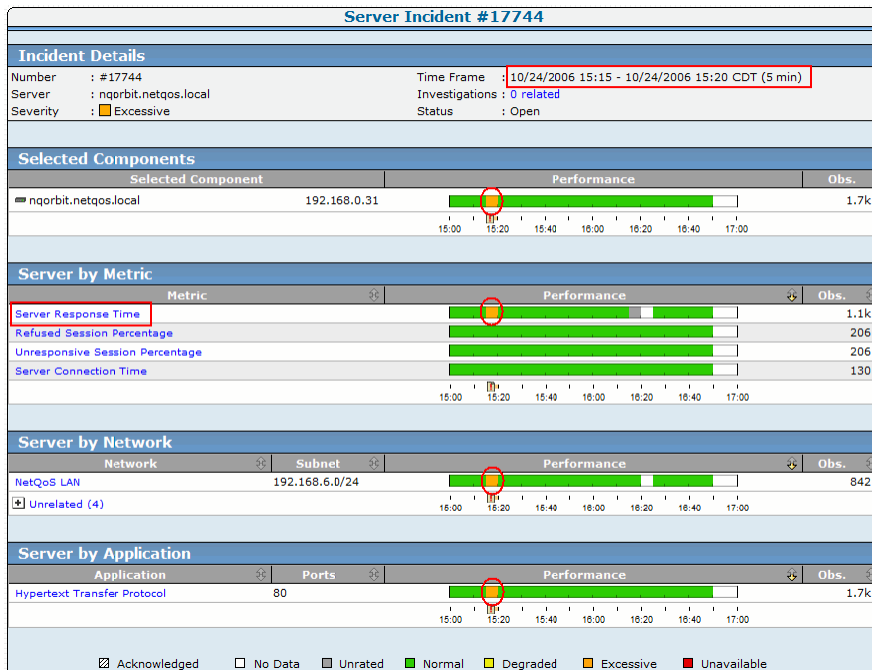 Server Incident #17744
Incident Details
Number : #17744 Time Frame : 10/24/2006 15:15 - 10/24/2006 15:20 CDT (5 min)
Server : nqorbit.netqos.local Investigations : 0 related
Severity : Excessive Status : Open
Selected Components
Selected Component Performance Obs.
nqorbit.netqos.local 192.168.0.31 1.7k
15:00 15:20 15:40 16:00 16:20 16:40 17:00
Server by Metric
Metric Performance Obs.
Server Response Time 1.1k
Refused Session Percentage 206
Unresponsive Session Percentage 206
Server Connection Time 130
15:00 15:20 15:40 16:00 16:20 16:40 17:00
Server by Network
Network Subnet Performance Obs.
NetQoS LAN 192.168.6.0/24 842
Unrelated (4)
15:00 15:20 15:40 16:00 16:20 16:40 17:00
Server by Application
Application Ports Performance Obs.
Hypertext Transfer Protocol 80 1.7k
15:00 15:20 15:40 16:00 16:20 16:40 17:00
Acknowledged No Data Unrated Normal Degraded Excessive Unavailable